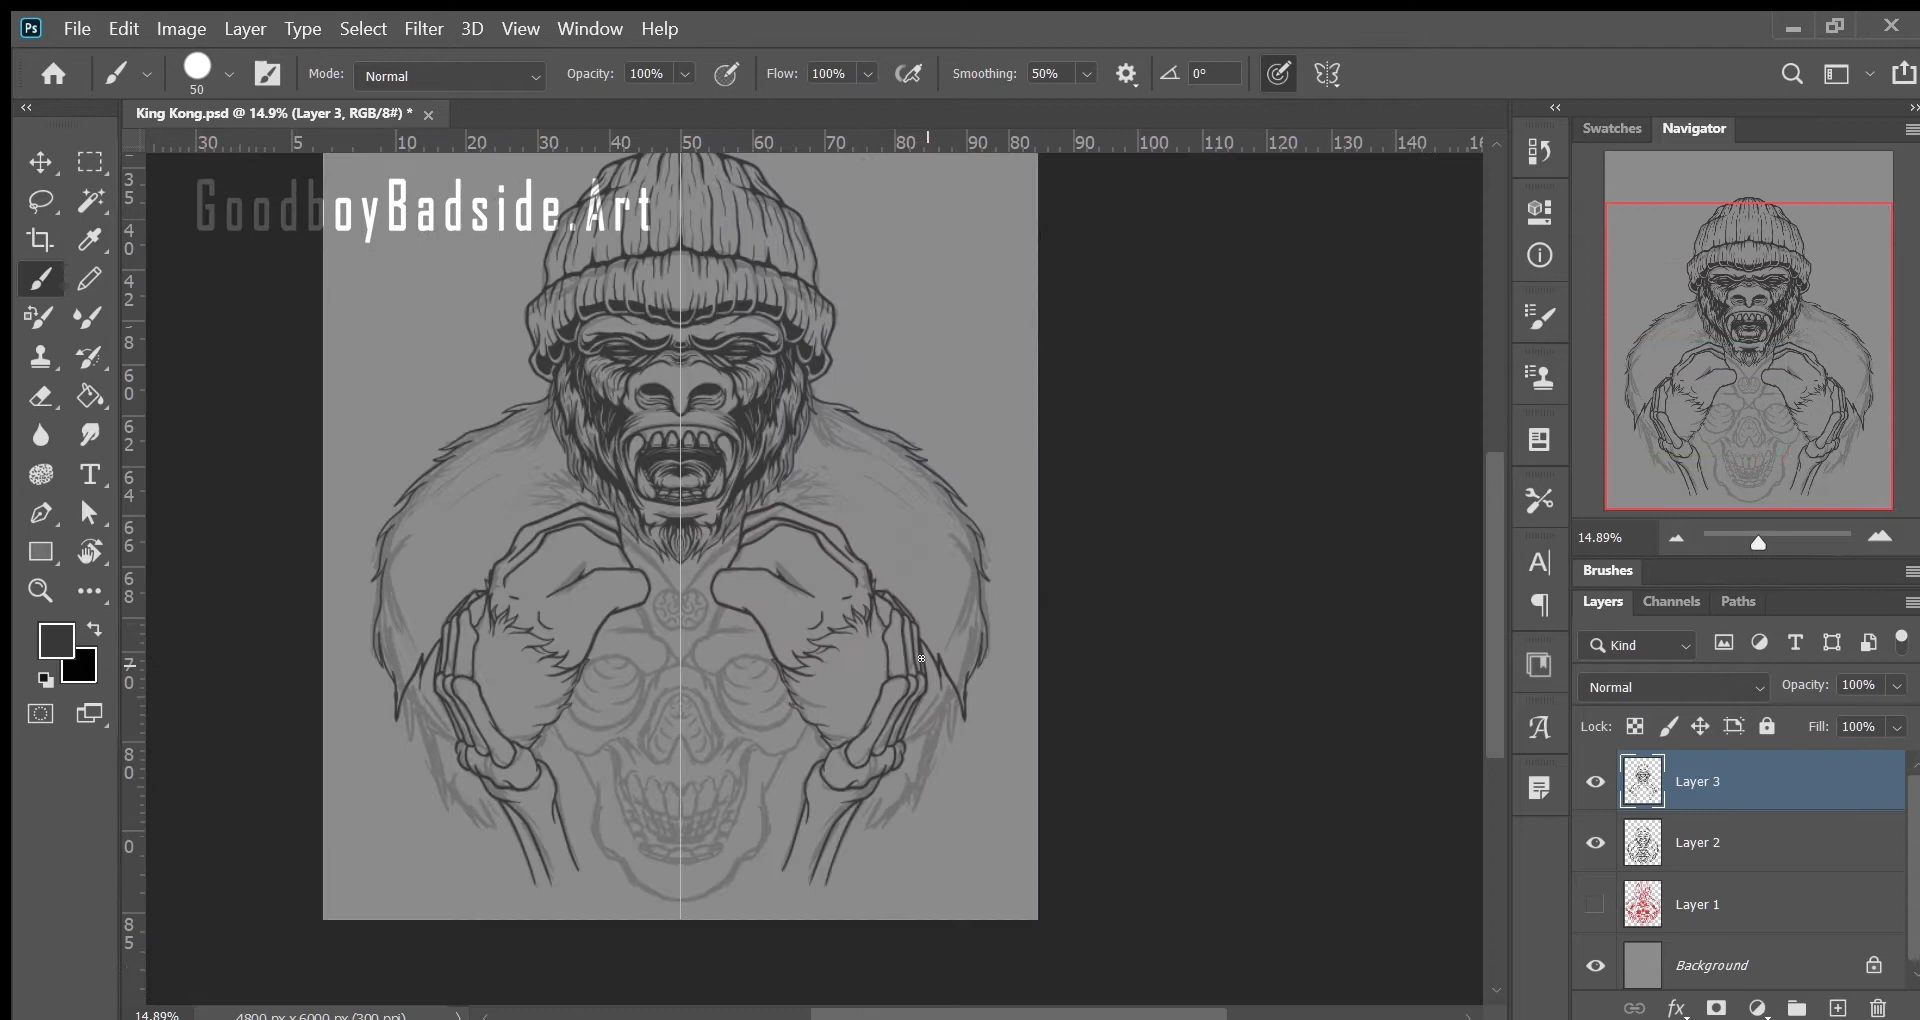 Ps File Edit Image Layer Type Select Filter 3D View Window Help
50 Mode: Normal Opacity: 100% Flow: 100% Smoothing: 50% 0°
King Kong.psd @ 14.9% (Layer 3, RGB/8#) *
Swatches Navigator
30 5 10 20 30 40 50 60 70 80 90 80 90 100 110 120 130 140
GoodboyBadside.Art
14.89%
Brushes
Layers Channels Paths
Kind
Normal Opacity: 100%
Lock: Fill: 100%
Layer 3
Layer 2
Layer 1
Background
14.89% 4800 px x 6000 px (300 ppi)